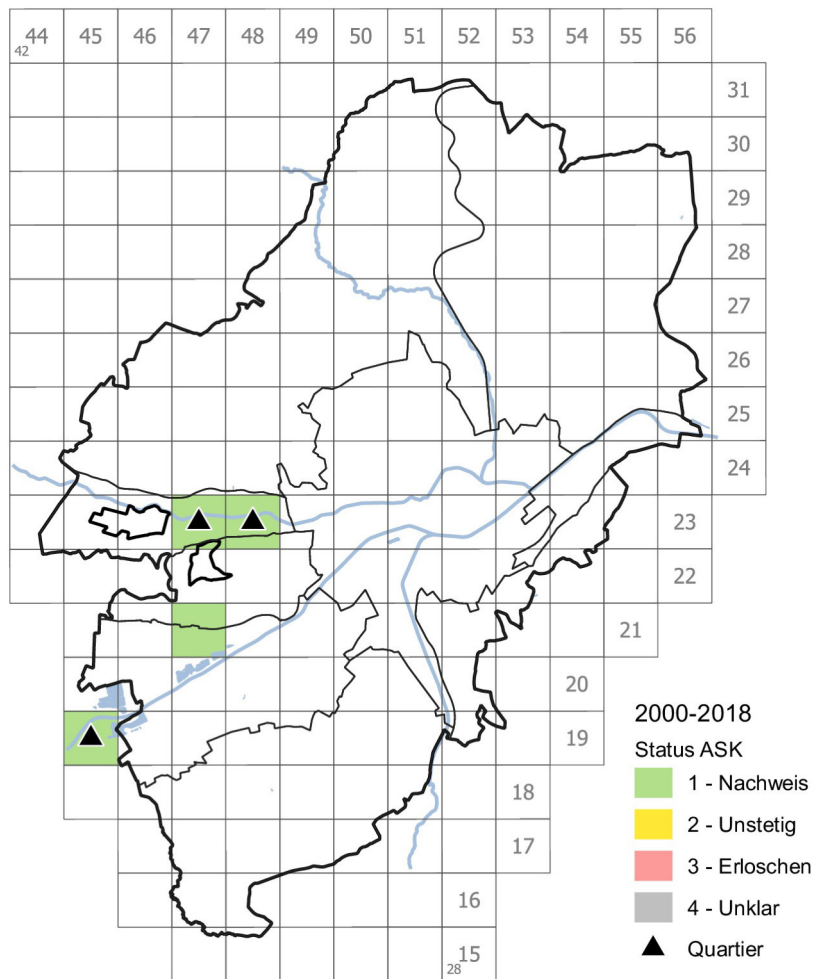 44 45 46 47 48 49 50 51 52 53 54 55 56
42
31
30
29
28
27
26
25
24
23
22
21
20
19
18
17
16
15
28
2000-2018
Status ASK
1 - Nachweis
2 - Unstetig
3 - Erloschen
4 - Unklar
Quartier